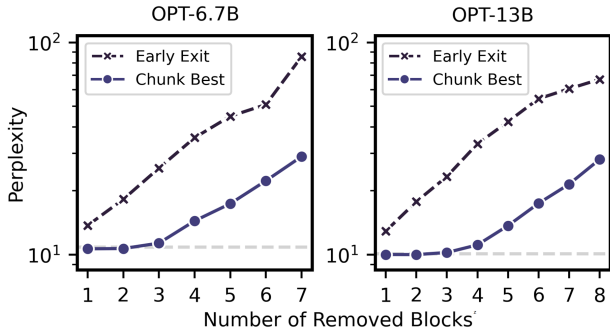 OPT-6.7B
OPT-13B
Perplexity
10²
10¹
Early Exit
Chunk Best
1 2 3 4 5 6 7
10²
10¹
Early Exit
Chunk Best
1 2 3 4 5 6 7 8
Number of Removed Blocks